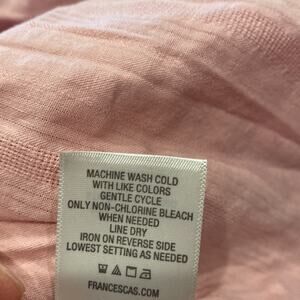 MACHINE WASH COLD
WITH LIKE COLORS
GENTLE CYCLE
ONLY NON-CHLORINE BLEACH
WHEN NEEDED
LINE DRY
IRON ON REVERSE SIDE
LOWEST SETTING AS NEEDED
FRANCESCAS.COM